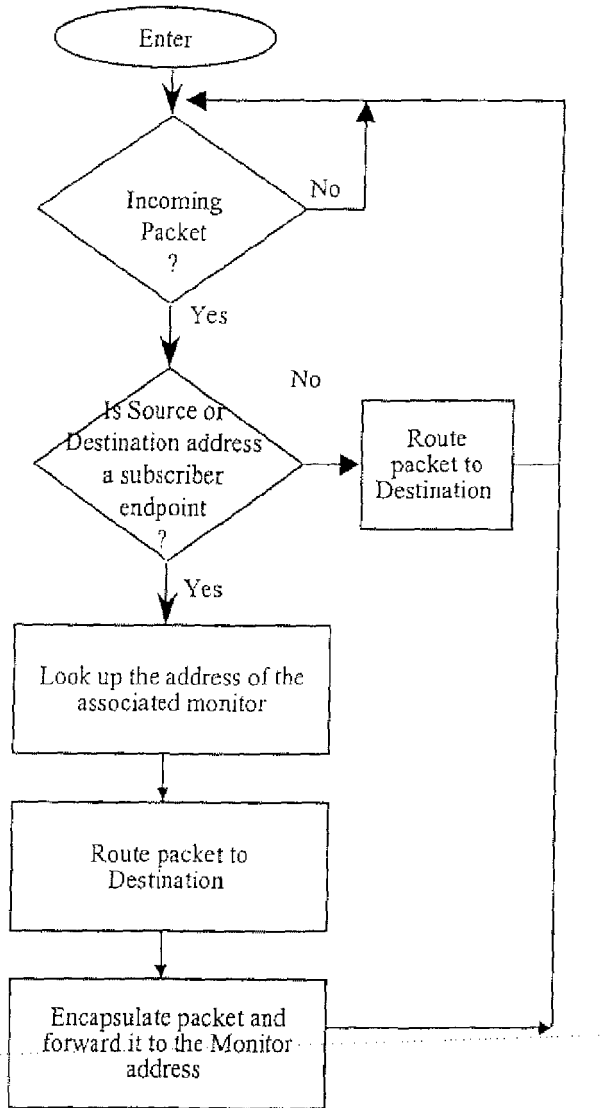 Enter
Incoming
Packet
?
No
Yes
No
Is Source or
Destination address
a subscriber
endpoint
?
Route
packet to
Destination
Yes
Look up the address of the
associated monitor
Route packet to
Destination
Encapsulate packet and
forward it to the Monitor
address